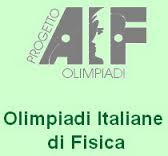 PROGETTO
AIF
OLIMPIADI
Olimpiadi Italiane
di Fisica